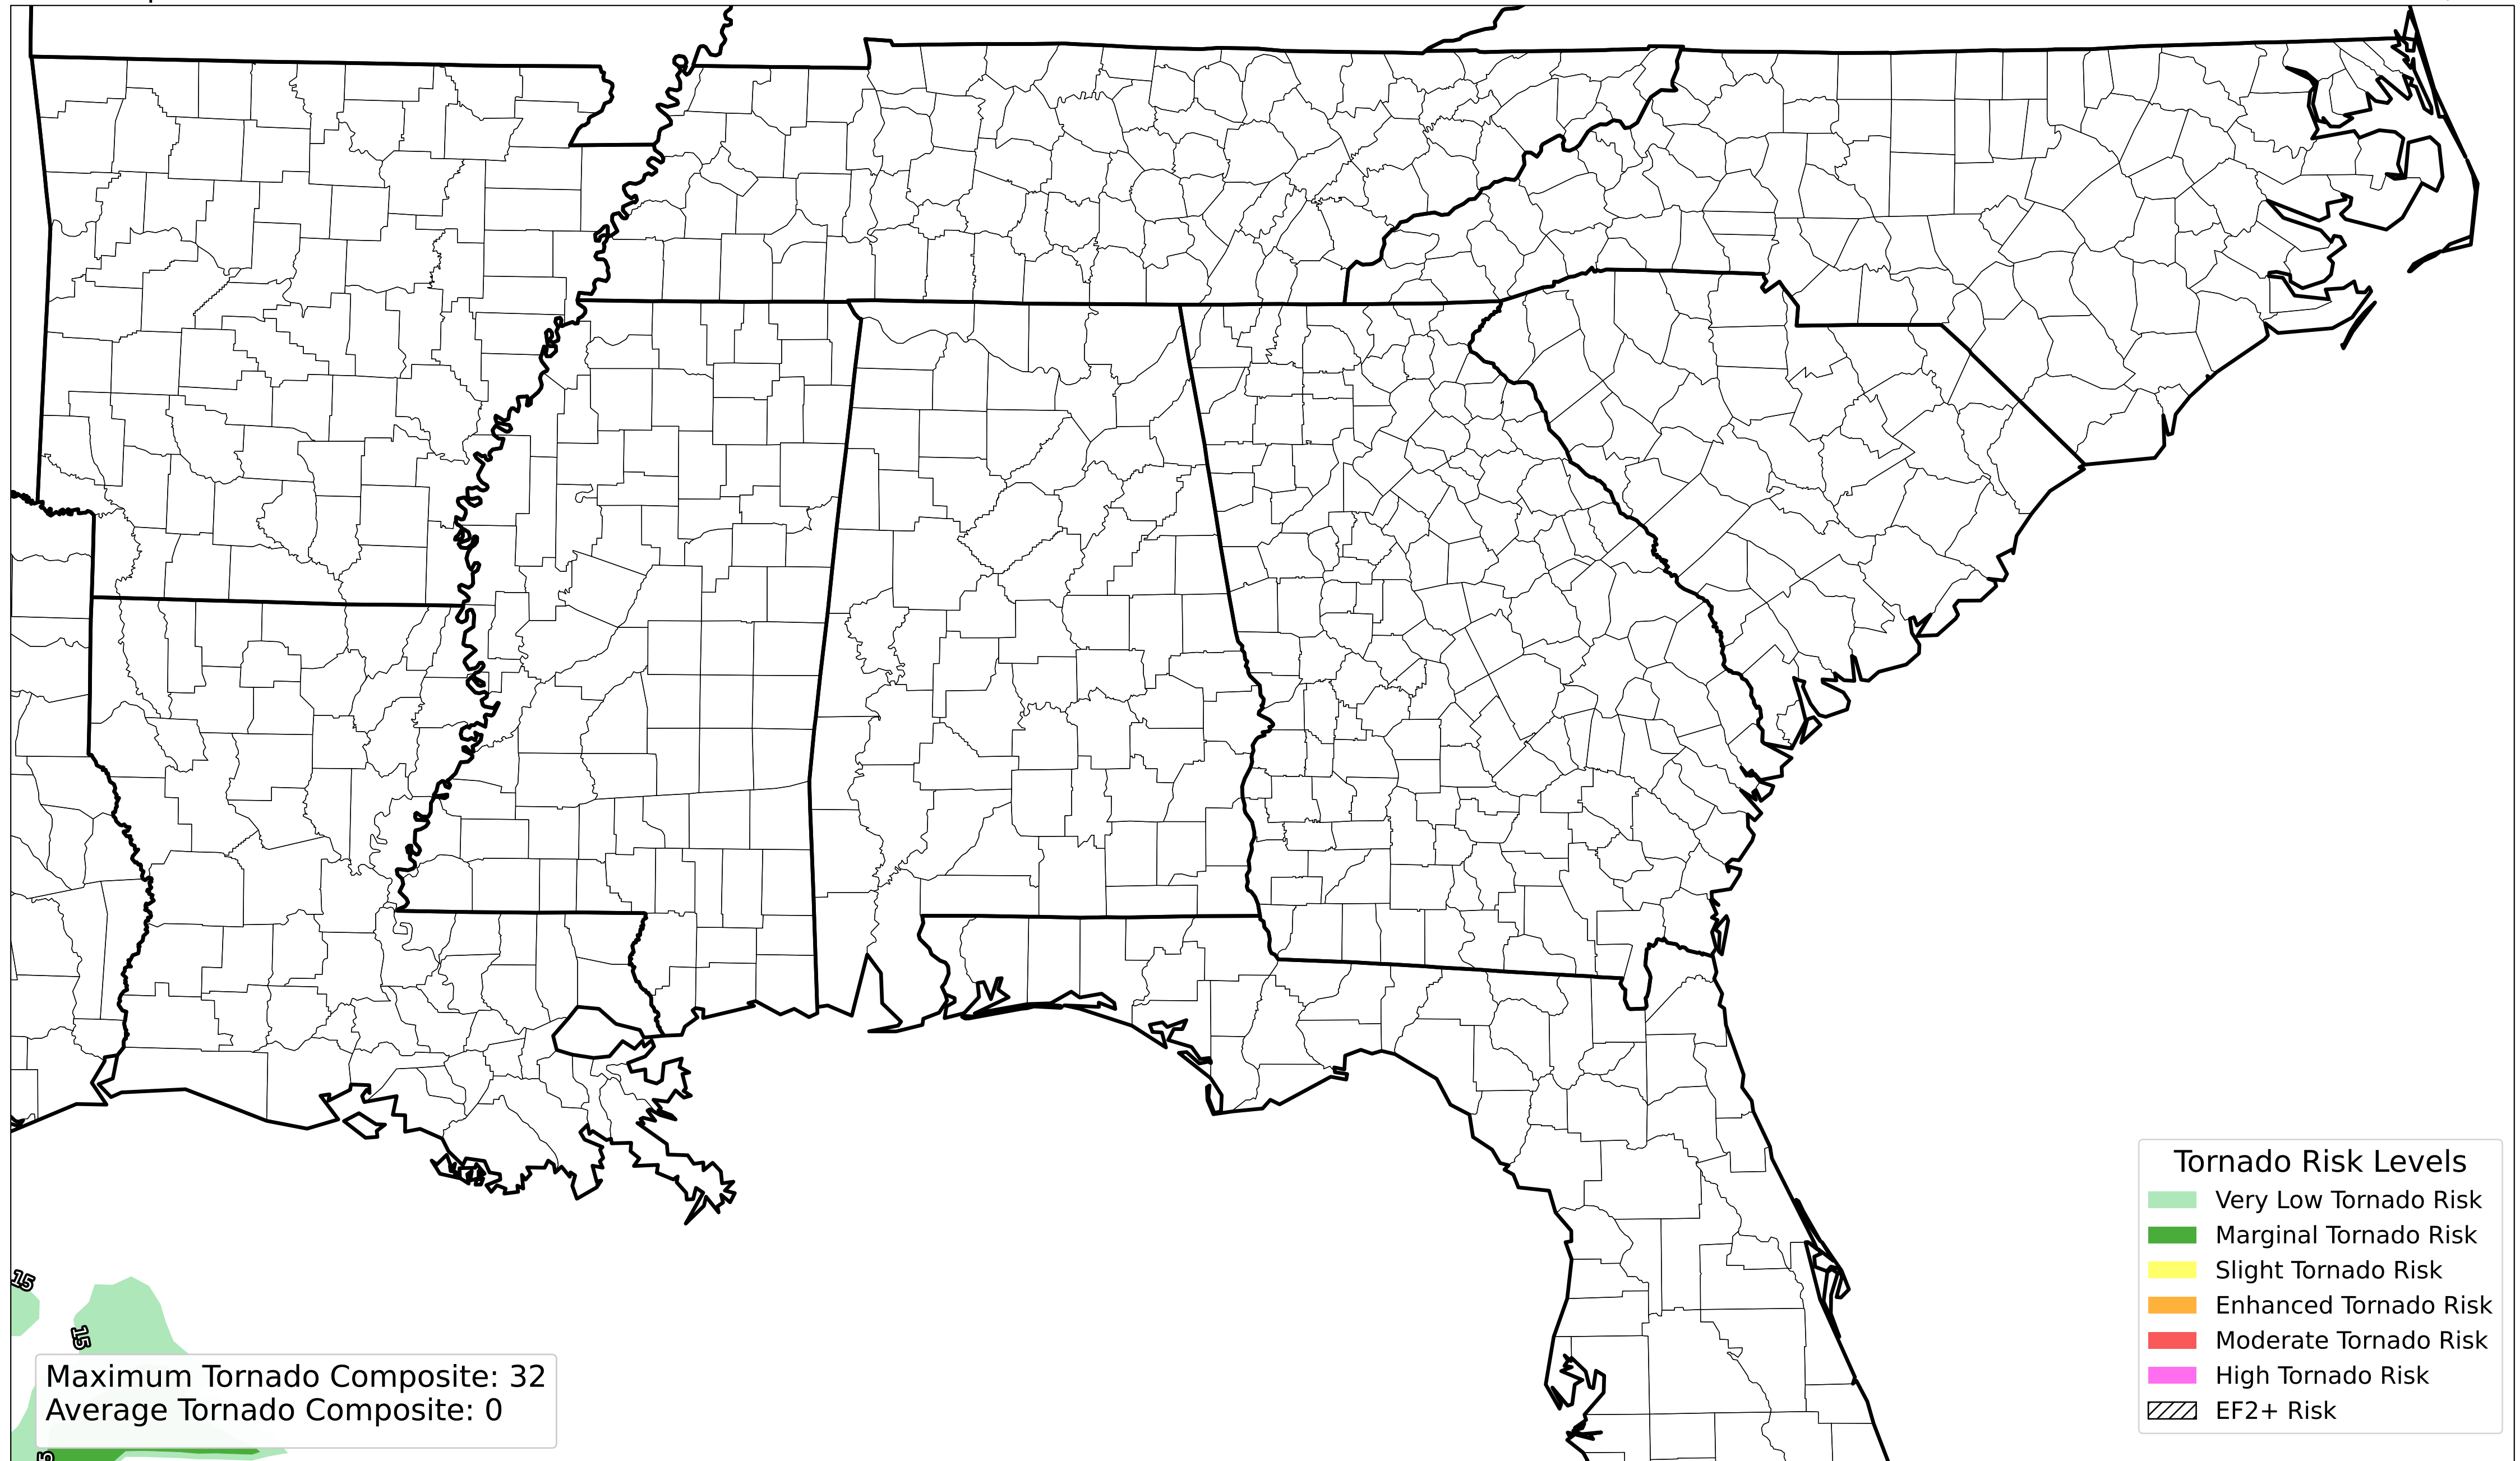 15
15
Maximum Tornado Composite: 32
Average Tornado Composite: 0
Tornado Risk Levels
Very Low Tornado Risk
Marginal Tornado Risk
Slight Tornado Risk
Enhanced Tornado Risk
Moderate Tornado Risk
High Tornado Risk
EF2+ Risk